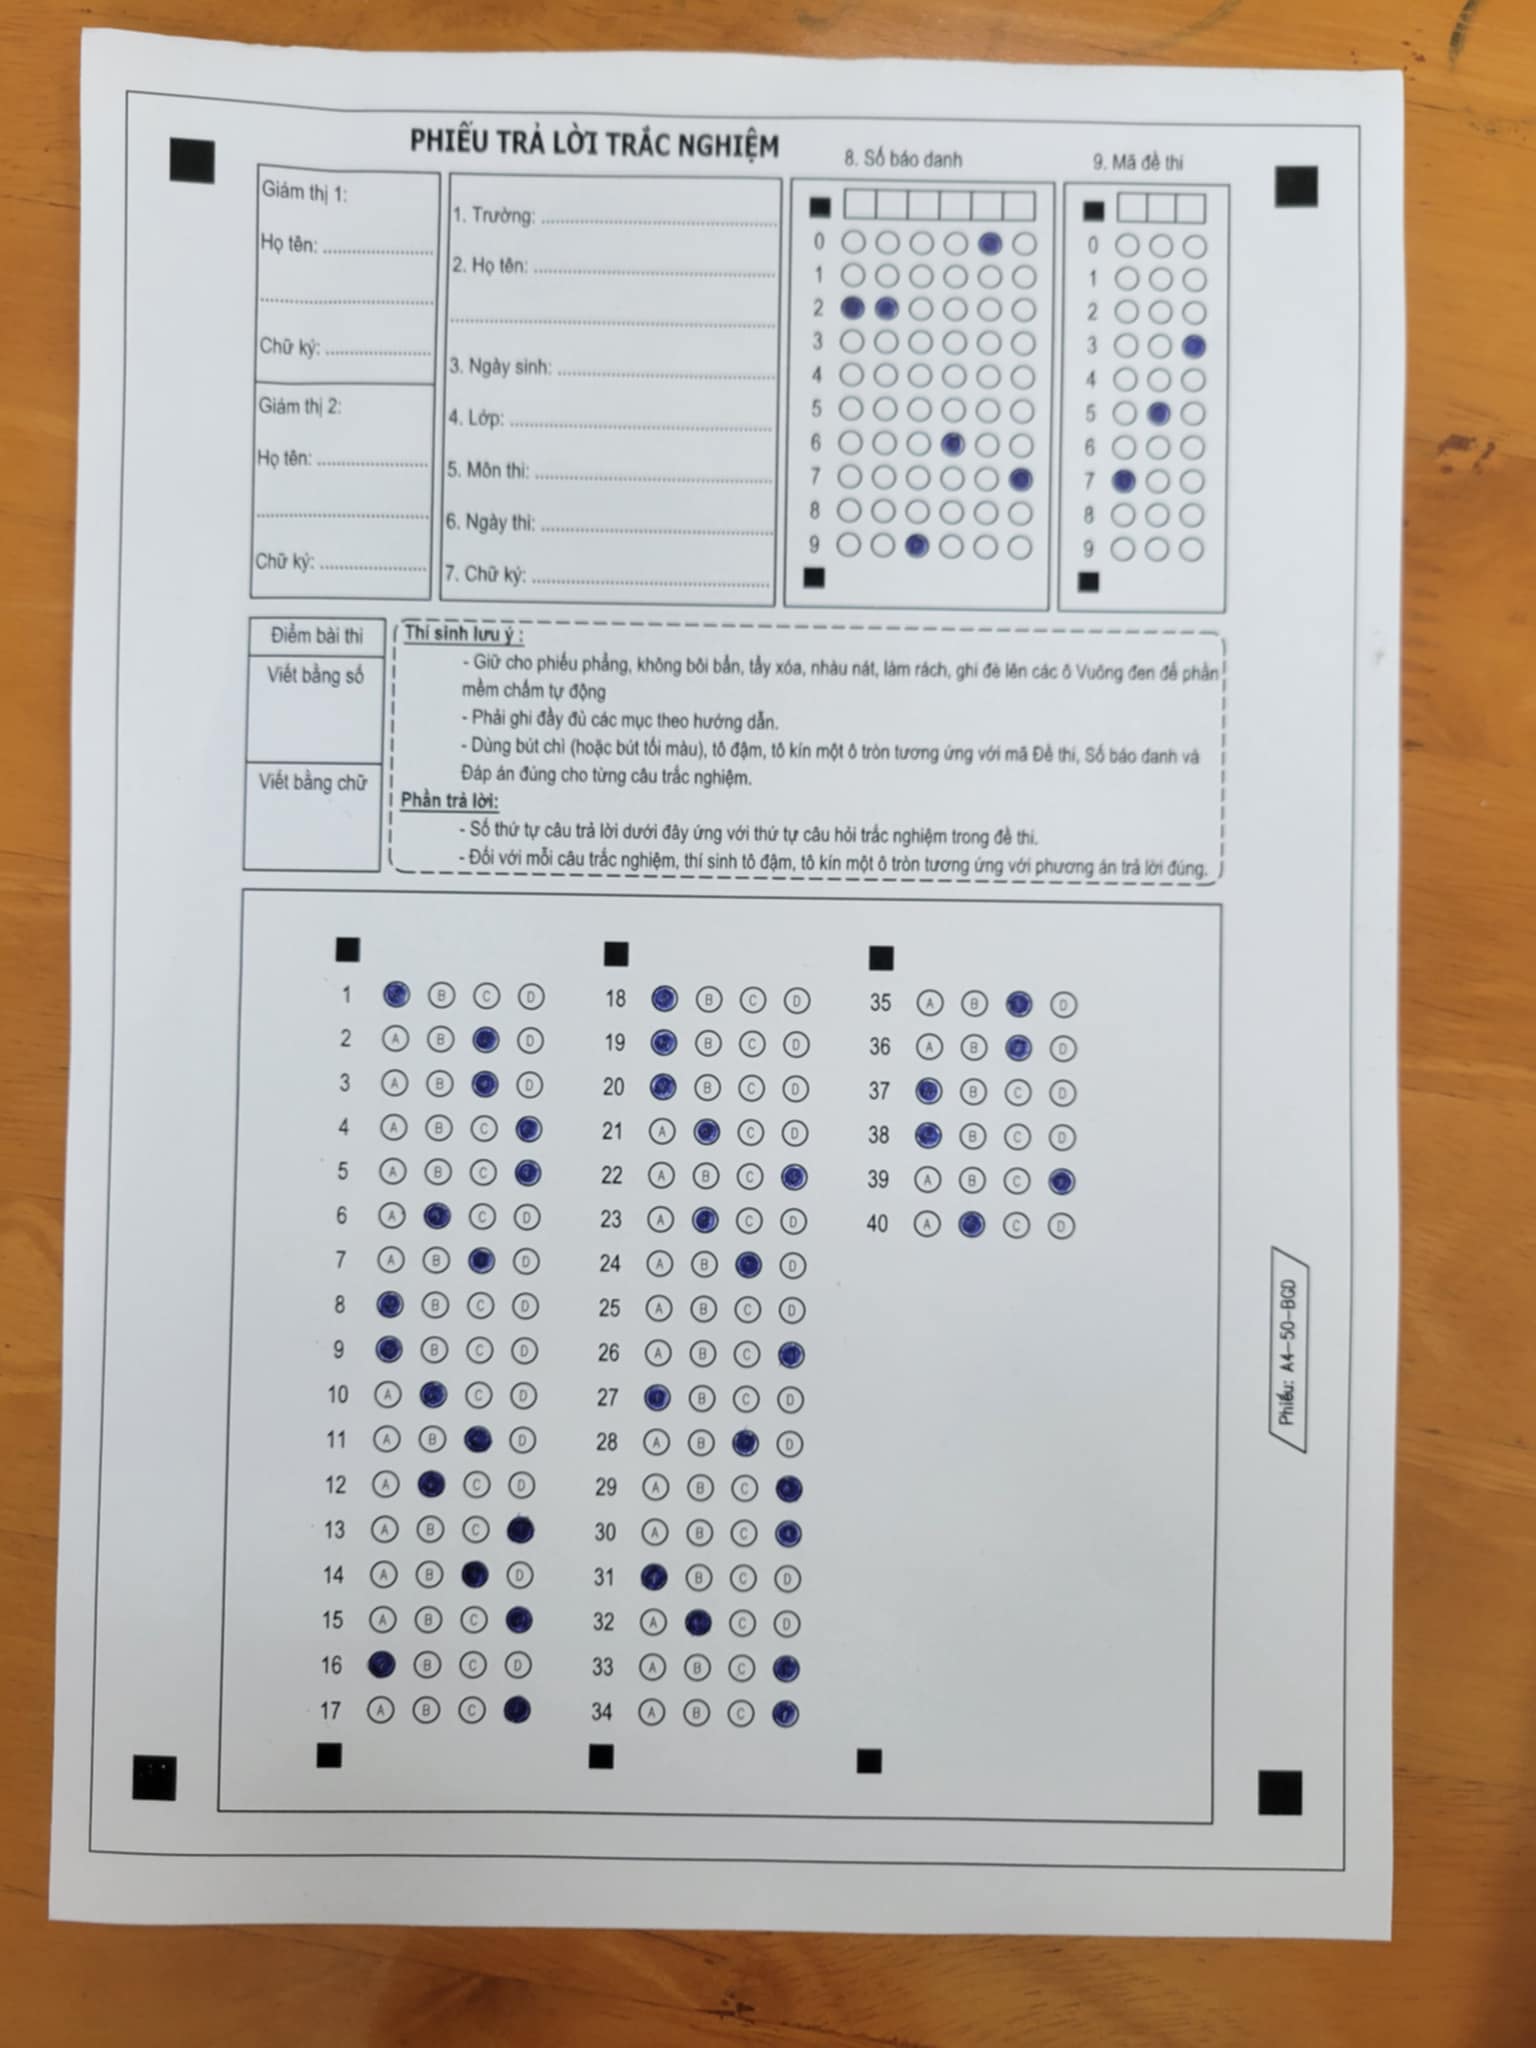 PHIẾU TRẢ LỜI TRẮC NGHIỆM
8. Số báo danh
9. Mã đề thi
Giám thị 1:
Họ tên:
Chữ ký:
Giám thị 2:
Họ tên:
Chữ ký:
1. Trường:
2. Họ tên:
3. Ngày sinh:
4. Lớp:
5. Môn thi:
6. Ngày thi:
7. Chữ ký:
0
1
2
3
4
5
6
7
8
9
0
1
2
3
4
5
6
7
8
9
Điểm bài thi
Viết bằng số
Viết bằng chữ
Thí sinh lưu ý :
- Giữ cho phiếu phẳng, không bôi bẩn, tẩy xóa, nhàu nát, làm rách, ghi đè lên các ô Vuông đen để phần
mềm chấm tự động
- Phải ghi đầy đủ các mục theo hướng dẫn.
- Dùng bút chì (hoặc bút tối màu), tô đậm, tô kín một ô tròn tương ứng với mã Đề thi, Số báo danh và
Đáp án đúng cho từng câu trắc nghiệm.
Phần trả lời:
- Số thứ tự câu trả lời dưới đây ứng với thứ tự câu hỏi trắc nghiệm trong đề thi.
- Đối với mỗi câu trắc nghiệm, thí sinh tô đậm, tô kín một ô tròn tương ứng với phương án trả lời đúng.
1 B C D
2 A B D
3 A B D
4 A B C
5 A B C
6 A C D
7 A B D
8 B C D
9 B C D
10 A C D
11 A B D
12 A C D
13 A B C
14 A B D
15 A B C
16 B C D
17 A B C
18 B C D
19 B C D
20 B C D
21 A C D
22 A B C
23 A C D
24 A B D
25 A B C D
26 A B C
27 B C D
28 A B D
29 A B C
30 A B C
31 B C D
32 A C D
33 A B C
34 A B C
35 A B D
36 A B D
37 B C D
38 B C D
39 A B C
40 A C D
Phiếu: A4-50-BGD